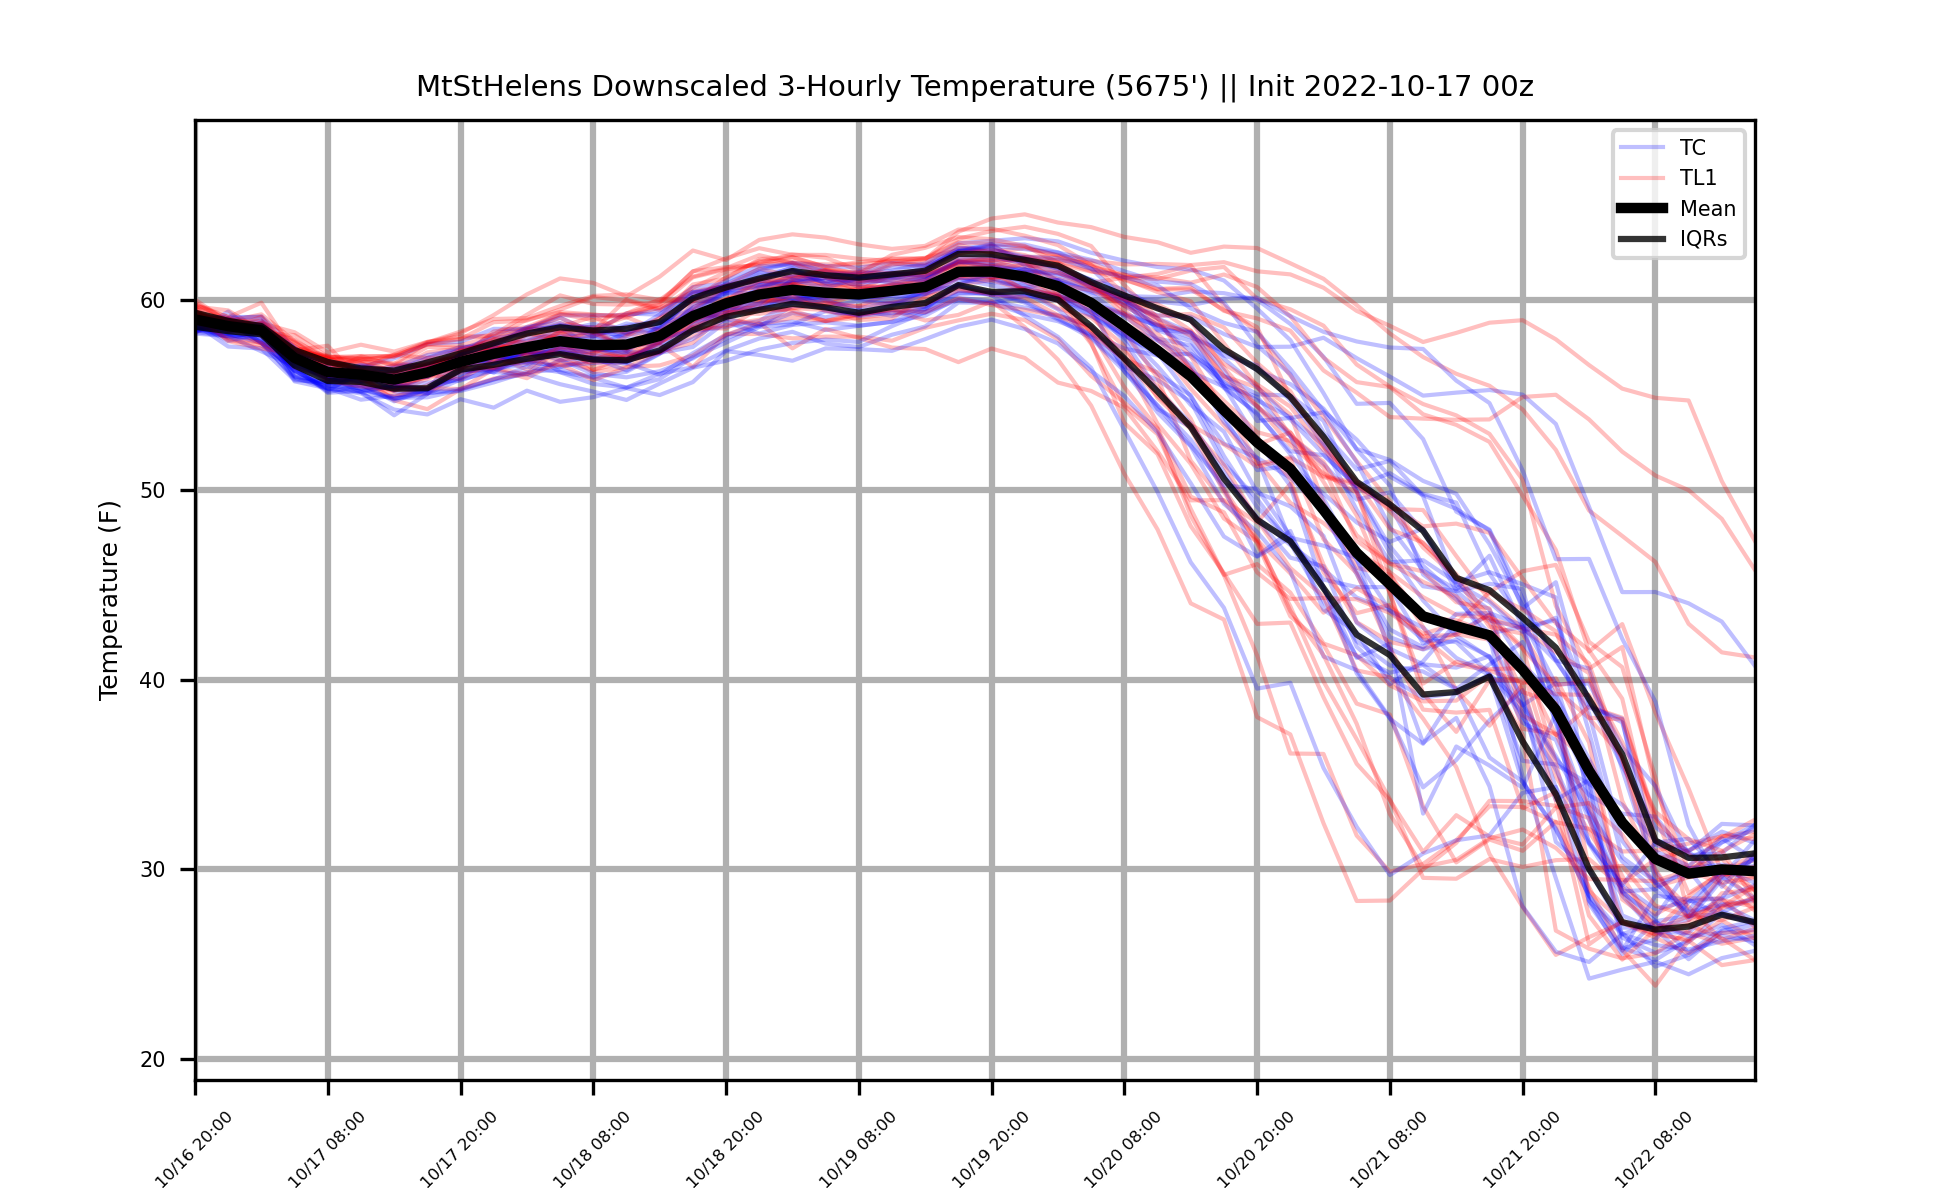 MtStHelens Downscaled 3-Hourly Temperature (5675') || Init 2022-10-17 00z
TC
TL1
Mean
IQRs
Temperature (F)
60
50
40
30
20
10/16 20:00
10/17 08:00
10/17 20:00
10/18 08:00
10/18 20:00
10/19 08:00
10/19 20:00
10/20 08:00
10/20 20:00
10/21 08:00
10/21 20:00
10/22 08:00